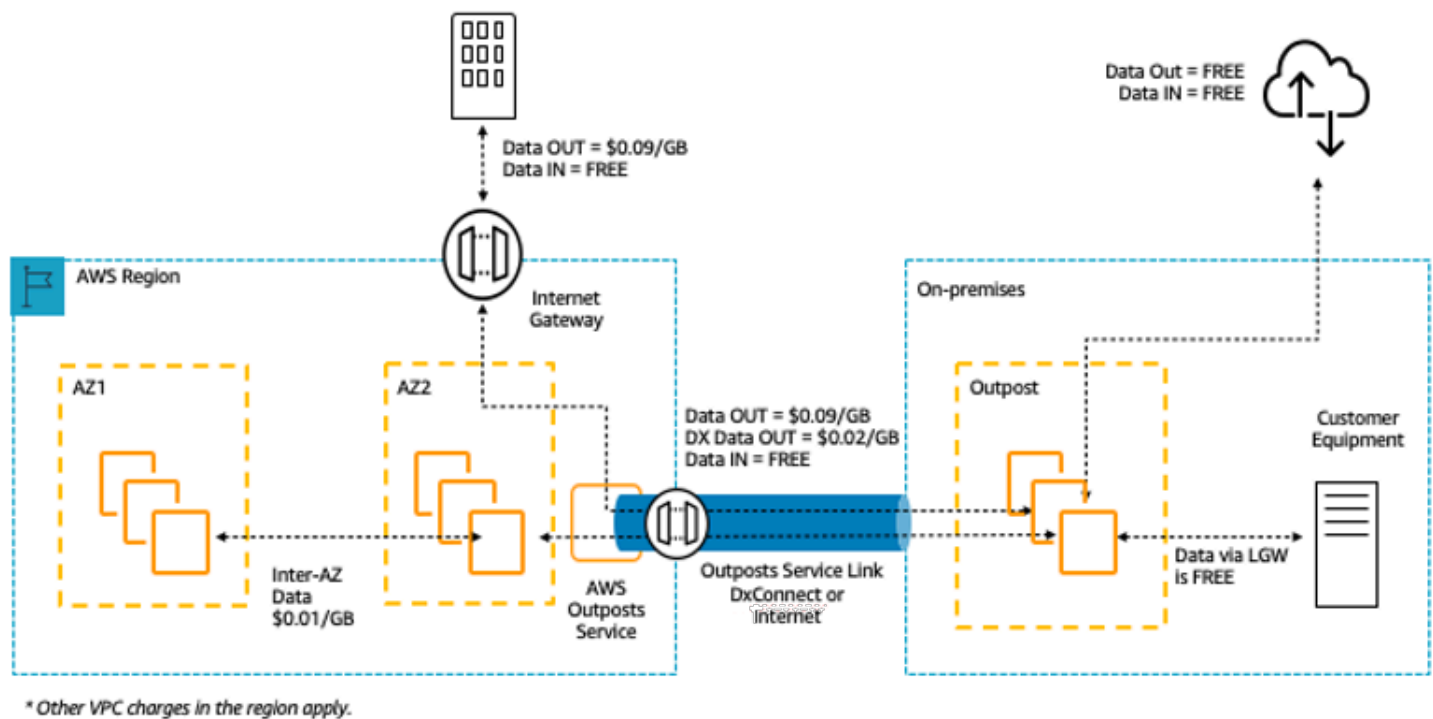 Data Out = FREE
Data IN = FREE
Data OUT = $0.09/GB
Data IN = FREE
AWS Region
Internet
Gateway
On-premises
AZ1
AZ2
Outpost
Data OUT = $0.09/GB
DX Data OUT = $0.02/GB
Data IN = FREE
Customer
Equipment
Inter-AZ
Data
$0.01/GB
AWS
Outposts
Service
Outposts Service Link
DxConnect or
Internet
Data via LGW
is FREE
* Other VPC charges in the region apply.